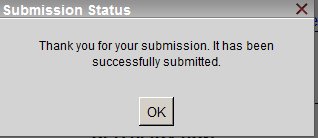 Submission Status
Thank you for your submission. It has been
successfully submitted.
OK